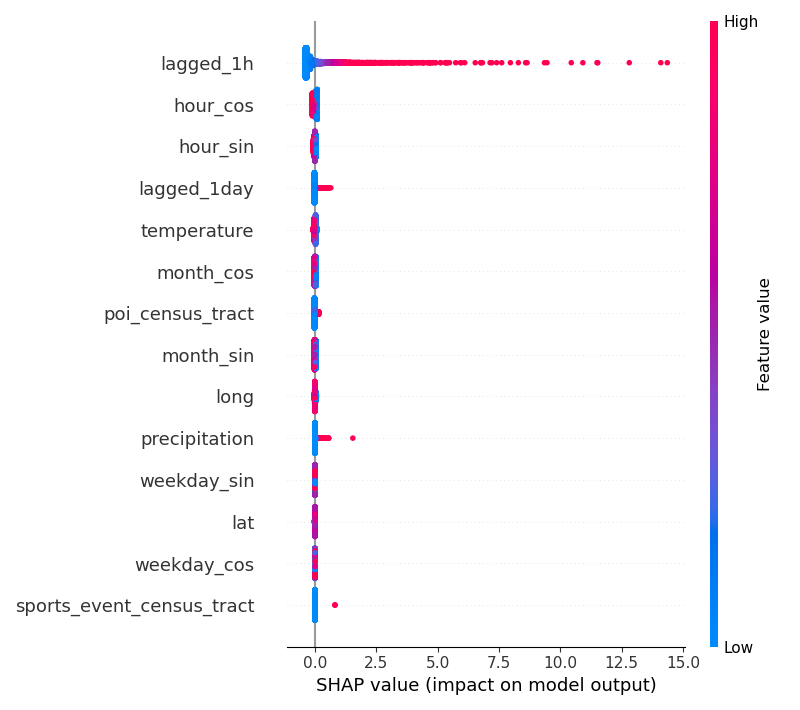 High
lagged_1h
hour_cos
hour_sin
lagged_1day
temperature
month_cos
poi_census_tract
month_sin
long
precipitation
weekday_sin
lat
weekday_cos
sports_event_census_tract
Feature value
Low
0.0 2.5 5.0 7.5 10.0 12.5 15.0
SHAP value (impact on model output)